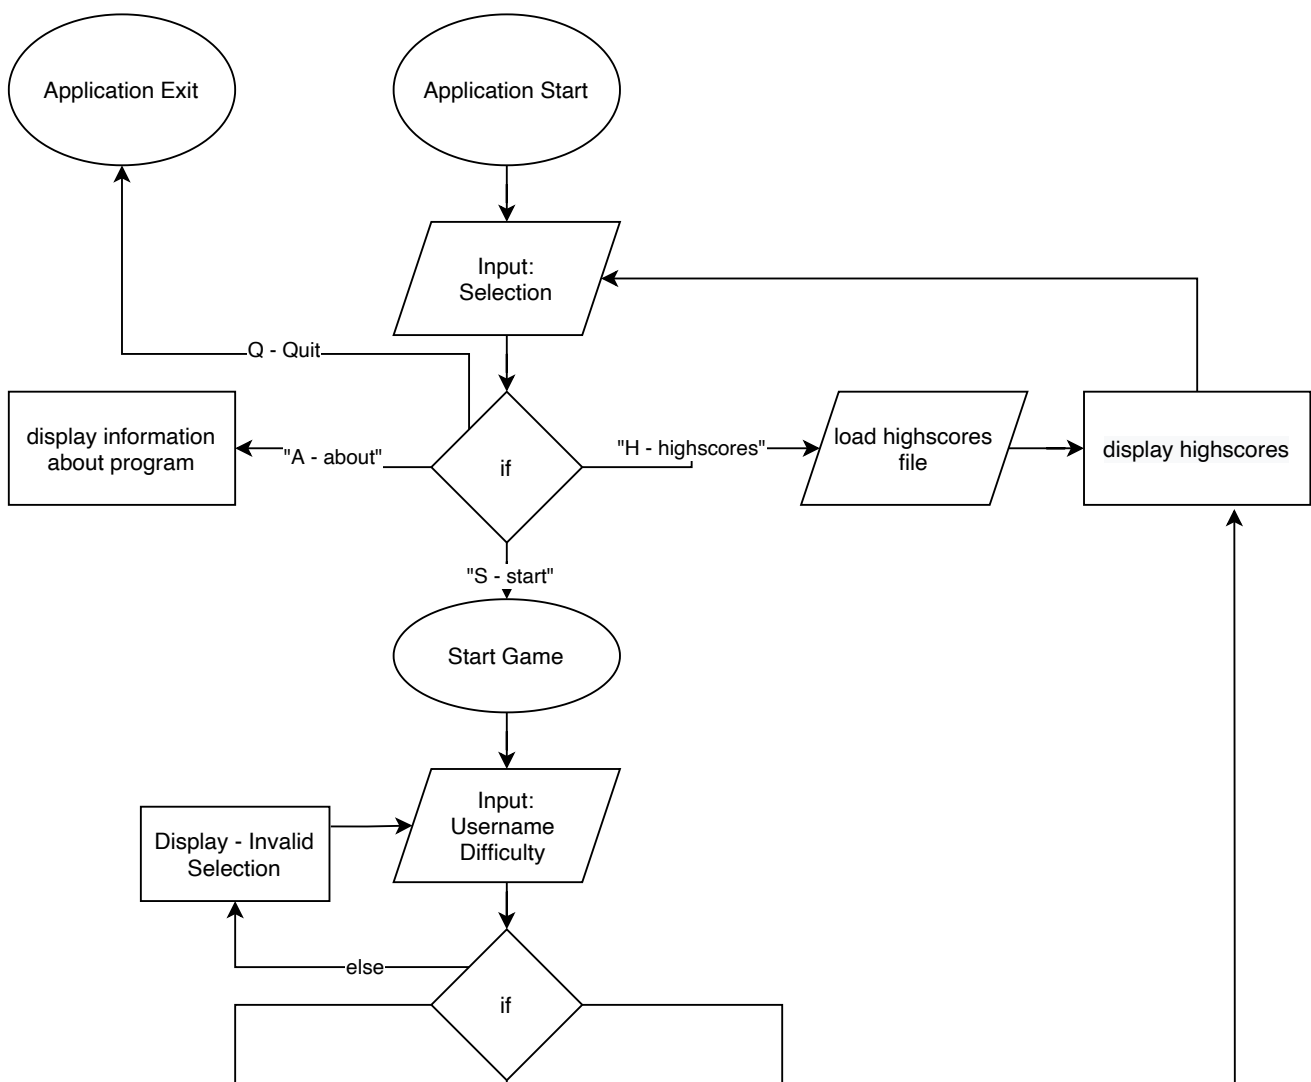 Application Exit
Application Start
Input:
Selection
Q - Quit
display information
about program
"A - about"
if
"H - highscores"
load highscores
file
display highscores
"S - start"
Start Game
Input:
Username
Difficulty
Display - Invalid
Selection
else
if